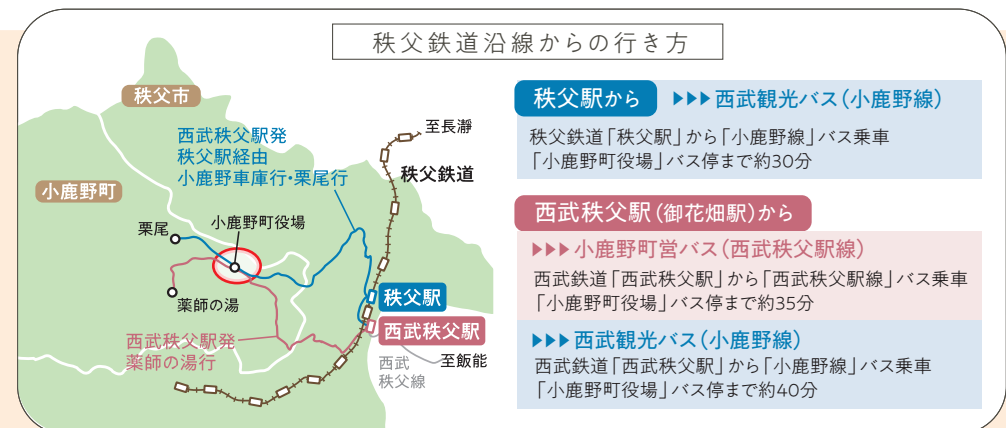 秩父鉄道沿線からの行き方
秩父市
西武秩父駅発
秩父駅経由
小鹿野車庫行・栗尾行
至長瀞
秩父鉄道
小鹿野町
栗尾
小鹿野町役場
薬師の湯
秩父駅
西武秩父駅
西武秩父駅発
薬師の湯行
西武
秩父線
至飯能
秩父駅から ▶▶▶西武観光バス(小鹿野線)
秩父鉄道「秩父駅」から「小鹿野線」バス乗車
「小鹿野町役場」バス停まで約30分
西武秩父駅(御花畑駅)から
▶▶▶小鹿野町営バス(西武秩父駅線)
西武鉄道「西武秩父駅」から「西武秩父駅線」バス乗車
「小鹿野町役場」バス停まで約35分
▶▶▶西武観光バス(小鹿野線)
西武鉄道「西武秩父駅」から「小鹿野線」バス乗車
「小鹿野町役場」バス停まで約40分